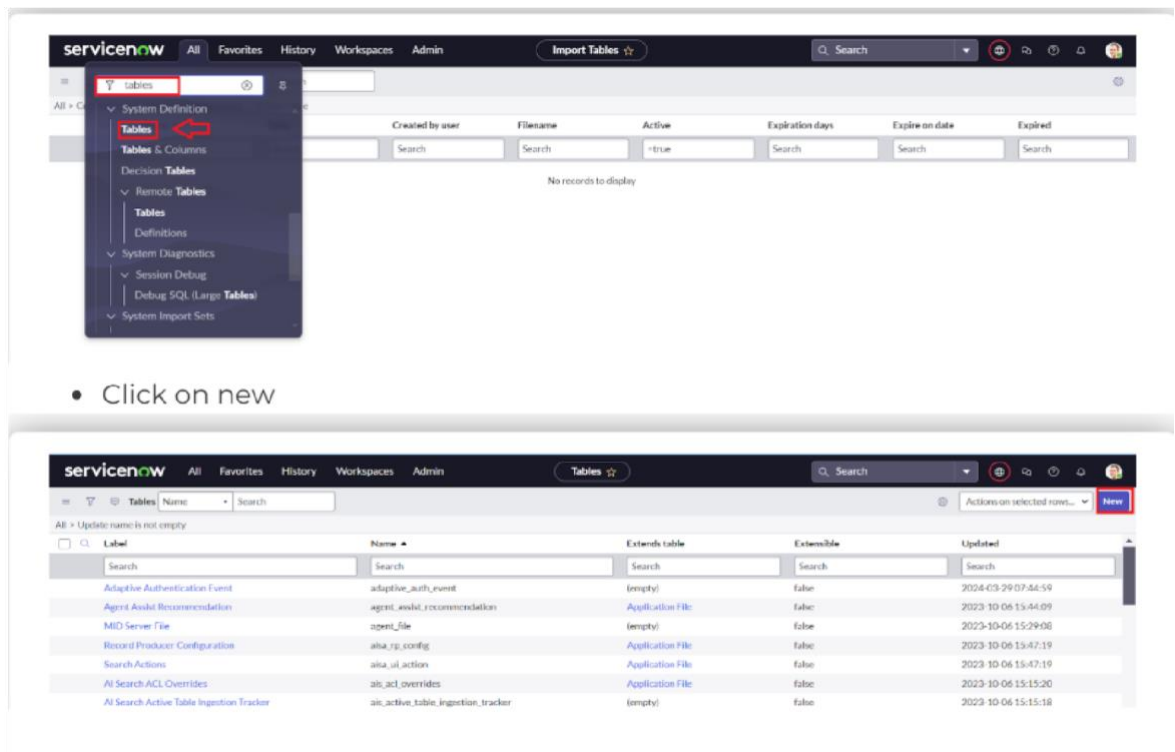 servicenow All Favorites History Workspaces Admin Import Tables Search
tables
All >
System Definition
Tables
Created by user Filename Active Expiration days Expire on date Expired
Tables & Columns
Search Search =true Search Search Search
Decision Tables
No records to display
Remote Tables
Tables
Definitions
System Diagnostics
Session Debug
Debug SQL (Large Tables)
System Import Sets
• Click on new
servicenow All Favorites History Workspaces Admin Tables Search
Tables Name Search Actions on selected rows... New
All > Update name is not empty
Label Name Extends table Extensible Updated
Search Search Search Search Search
Adaptive Authentication Event adaptive_auth_event (empty) false 2024-03-29 07:44:59
Agent Assist Recommendation agent_assist_recommendation Application File false 2023-10-06 15:44:09
MID Server File agent_file (empty) false 2023-10-06 15:29:08
Record Producer Configuration aisa_rp_config Application File false 2023-10-06 15:47:19
Search Actions aisa_ui_action Application File false 2023-10-06 15:47:19
AI Search ACL Overrides ais_acl_overrides Application File false 2023-10-06 15:15:20
AI Search Active Table Ingestion Tracker ais_active_table_ingestion_tracker (empty) false 2023-10-06 15:15:18